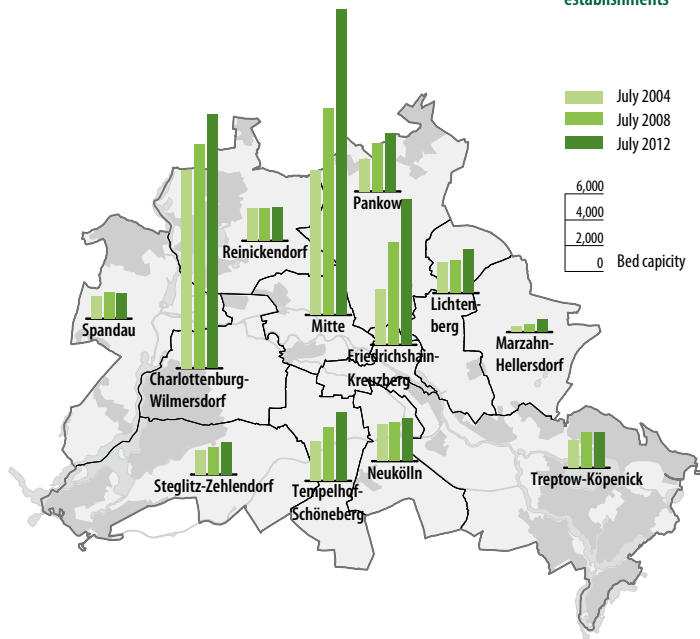 establishments
July 2004
July 2008
July 2012
6,000
4,000
2,000
0 Bed capicity
Pankow
Reinickendorf
Spandau
Mitte
Lichten-
berg
Marzahn-
Hellersdorf
Friedrichshain-
Kreuzberg
Charlottenburg-
Wilmersdorf
Steglitz-Zehlendorf
Tempelhof-
Schöneberg
Neukölln
Treptow-Köpenick